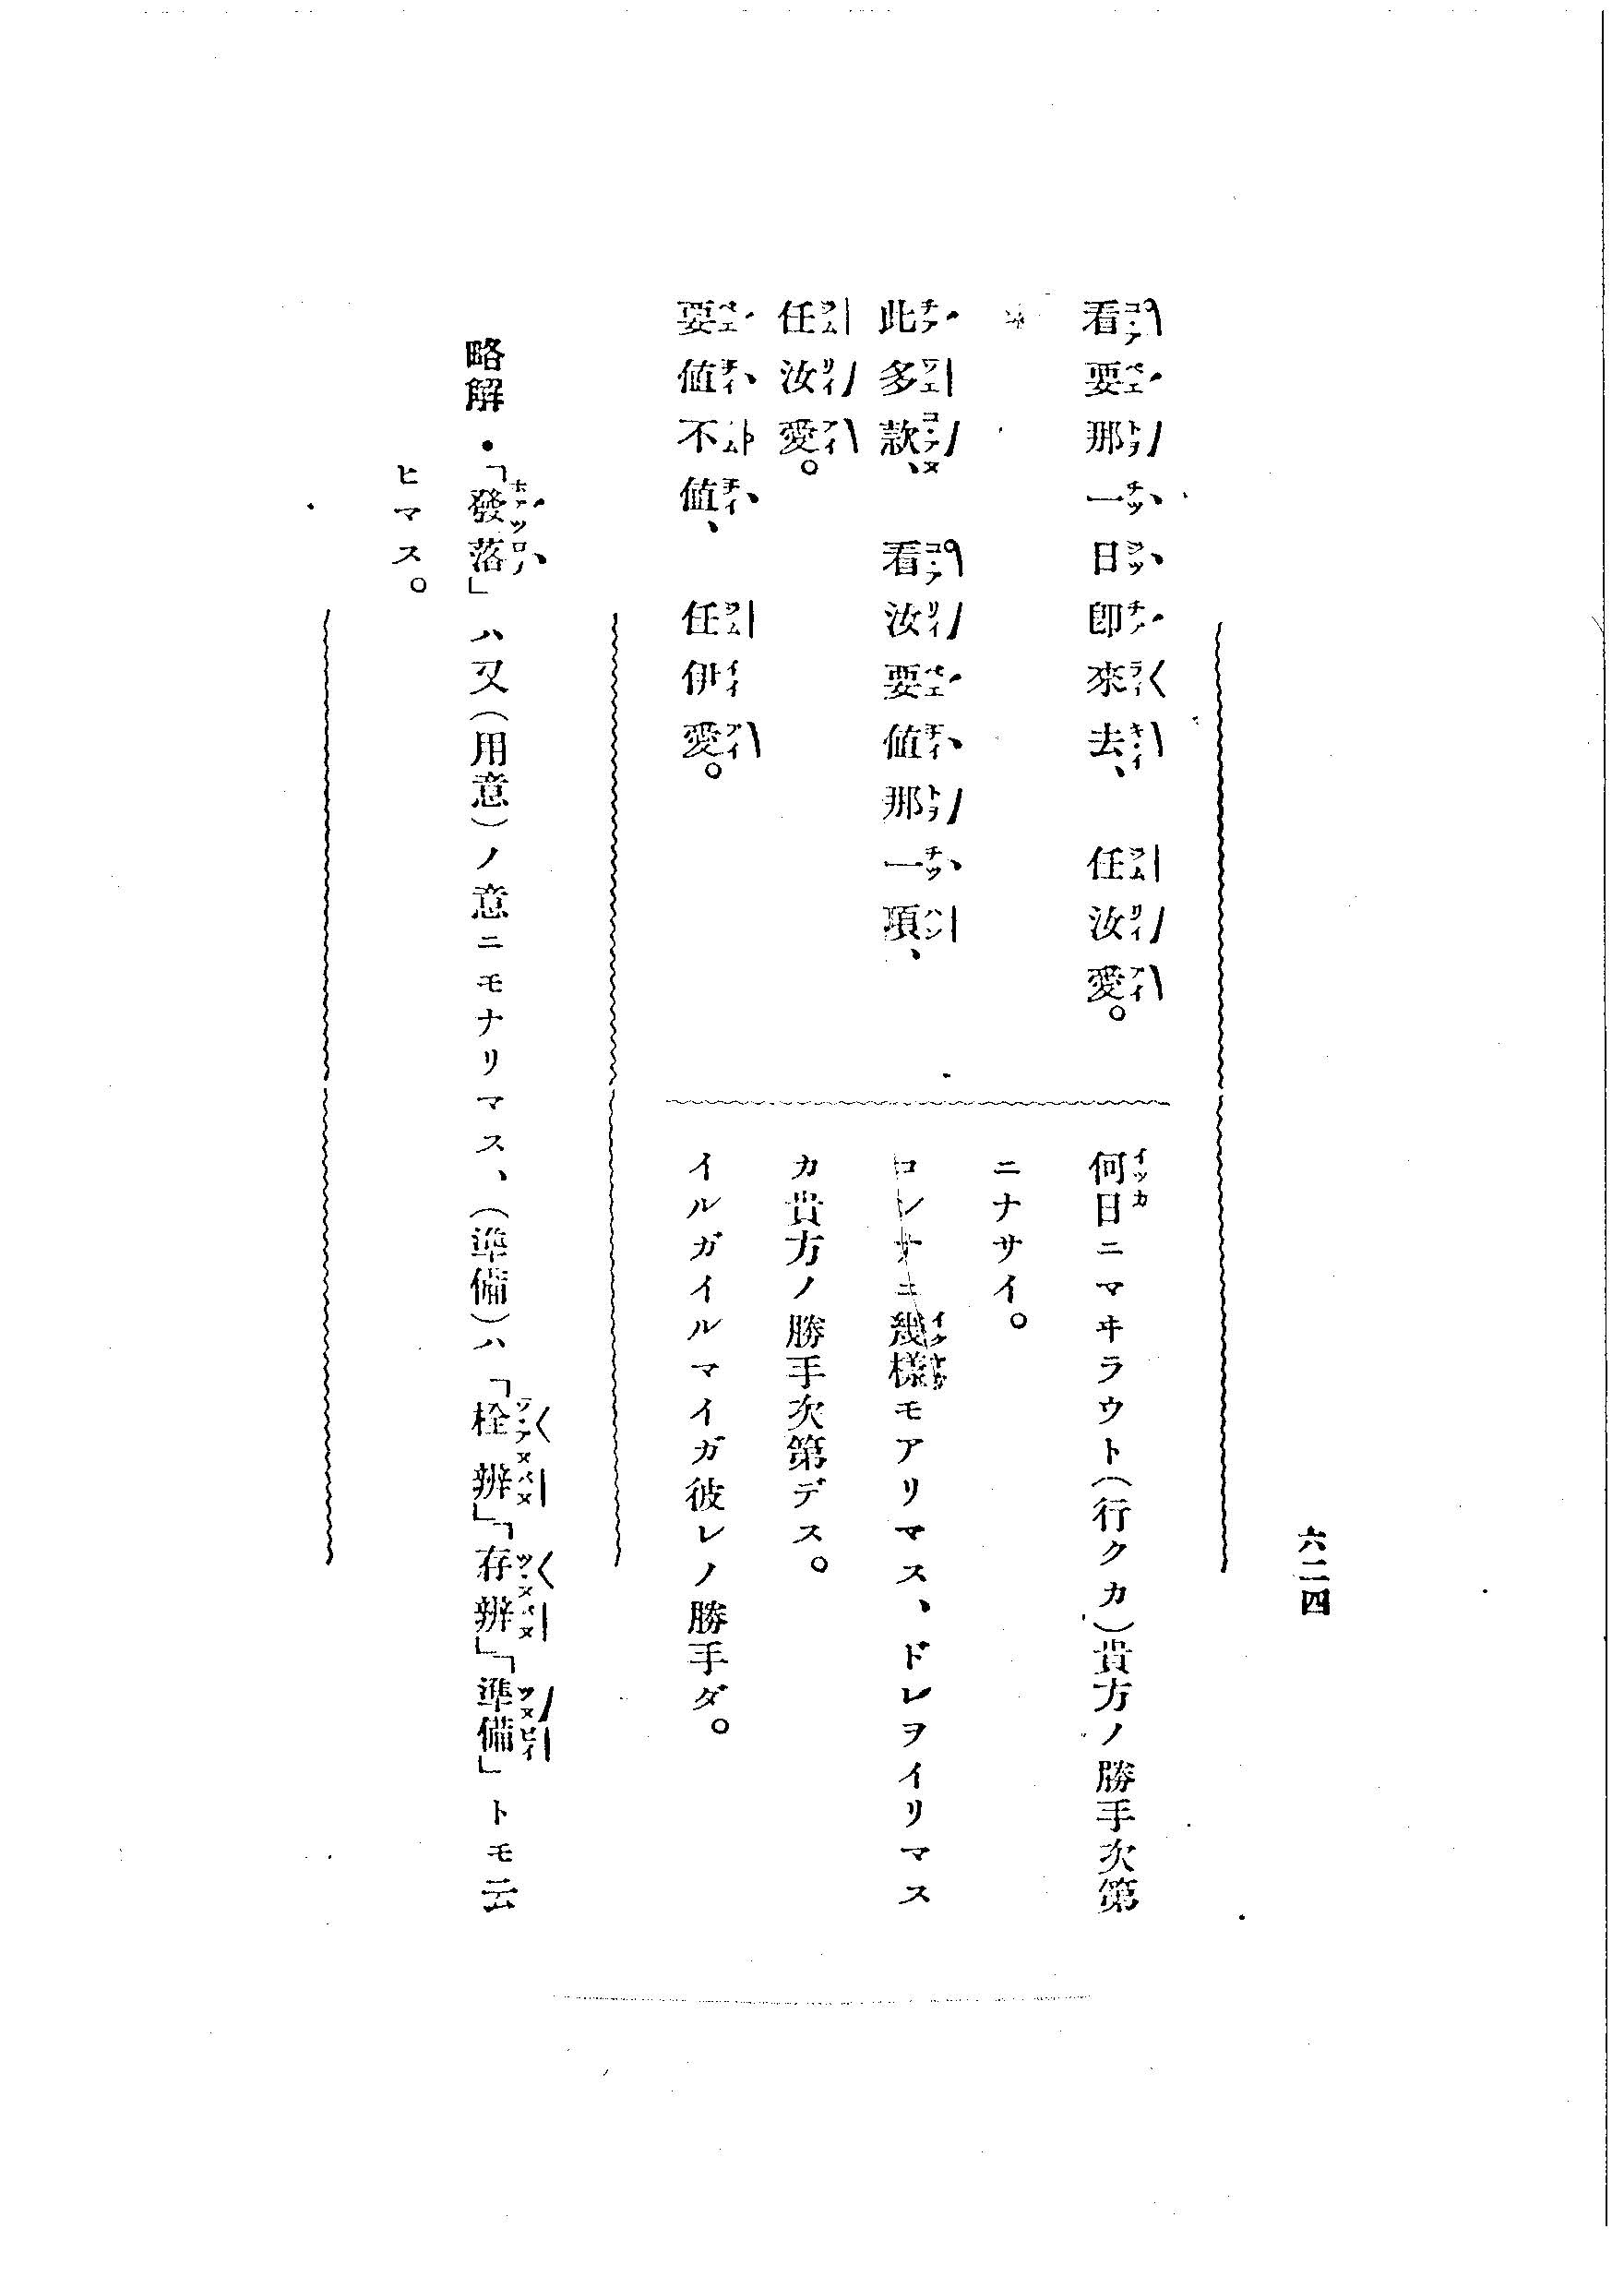 六二四
看要那一日卽來去、任汝愛。
此多款、看汝要値那一項、
任汝愛。
要値不値、任伊愛。
何日ニマヰラウト(行クカ)貴方ノ勝手次第
ニナサイ。
コンナニ幾樣モアリマス、ドレヲイリマス
カ貴方ノ勝手次第デス。
イルガイルマイガ彼レノ勝手ダ。
略解・「發落」ハ又(用意)ノ意ニモナリマス、(準備)ハ「栓辨」「存辨」「準備」トモ云
ヒマス。